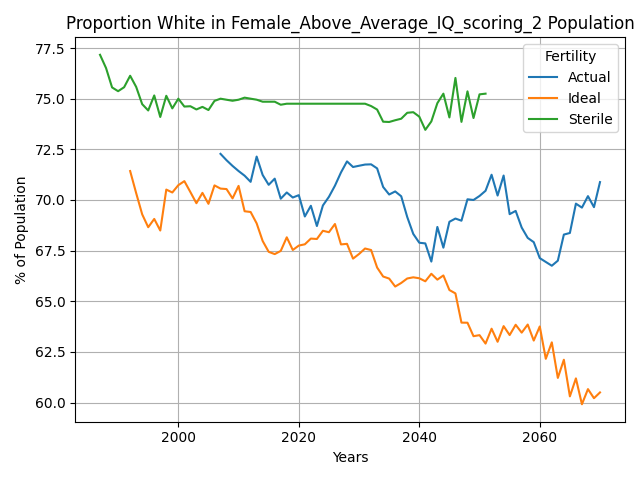 Proportion White in Female_Above_Average_IQ_scoring_2 Population
Fertility
Actual
Ideal
Sterile
% of Population
77.5
75.0
72.5
70.0
67.5
65.0
62.5
60.0
2000
2020
2040
2060
Years